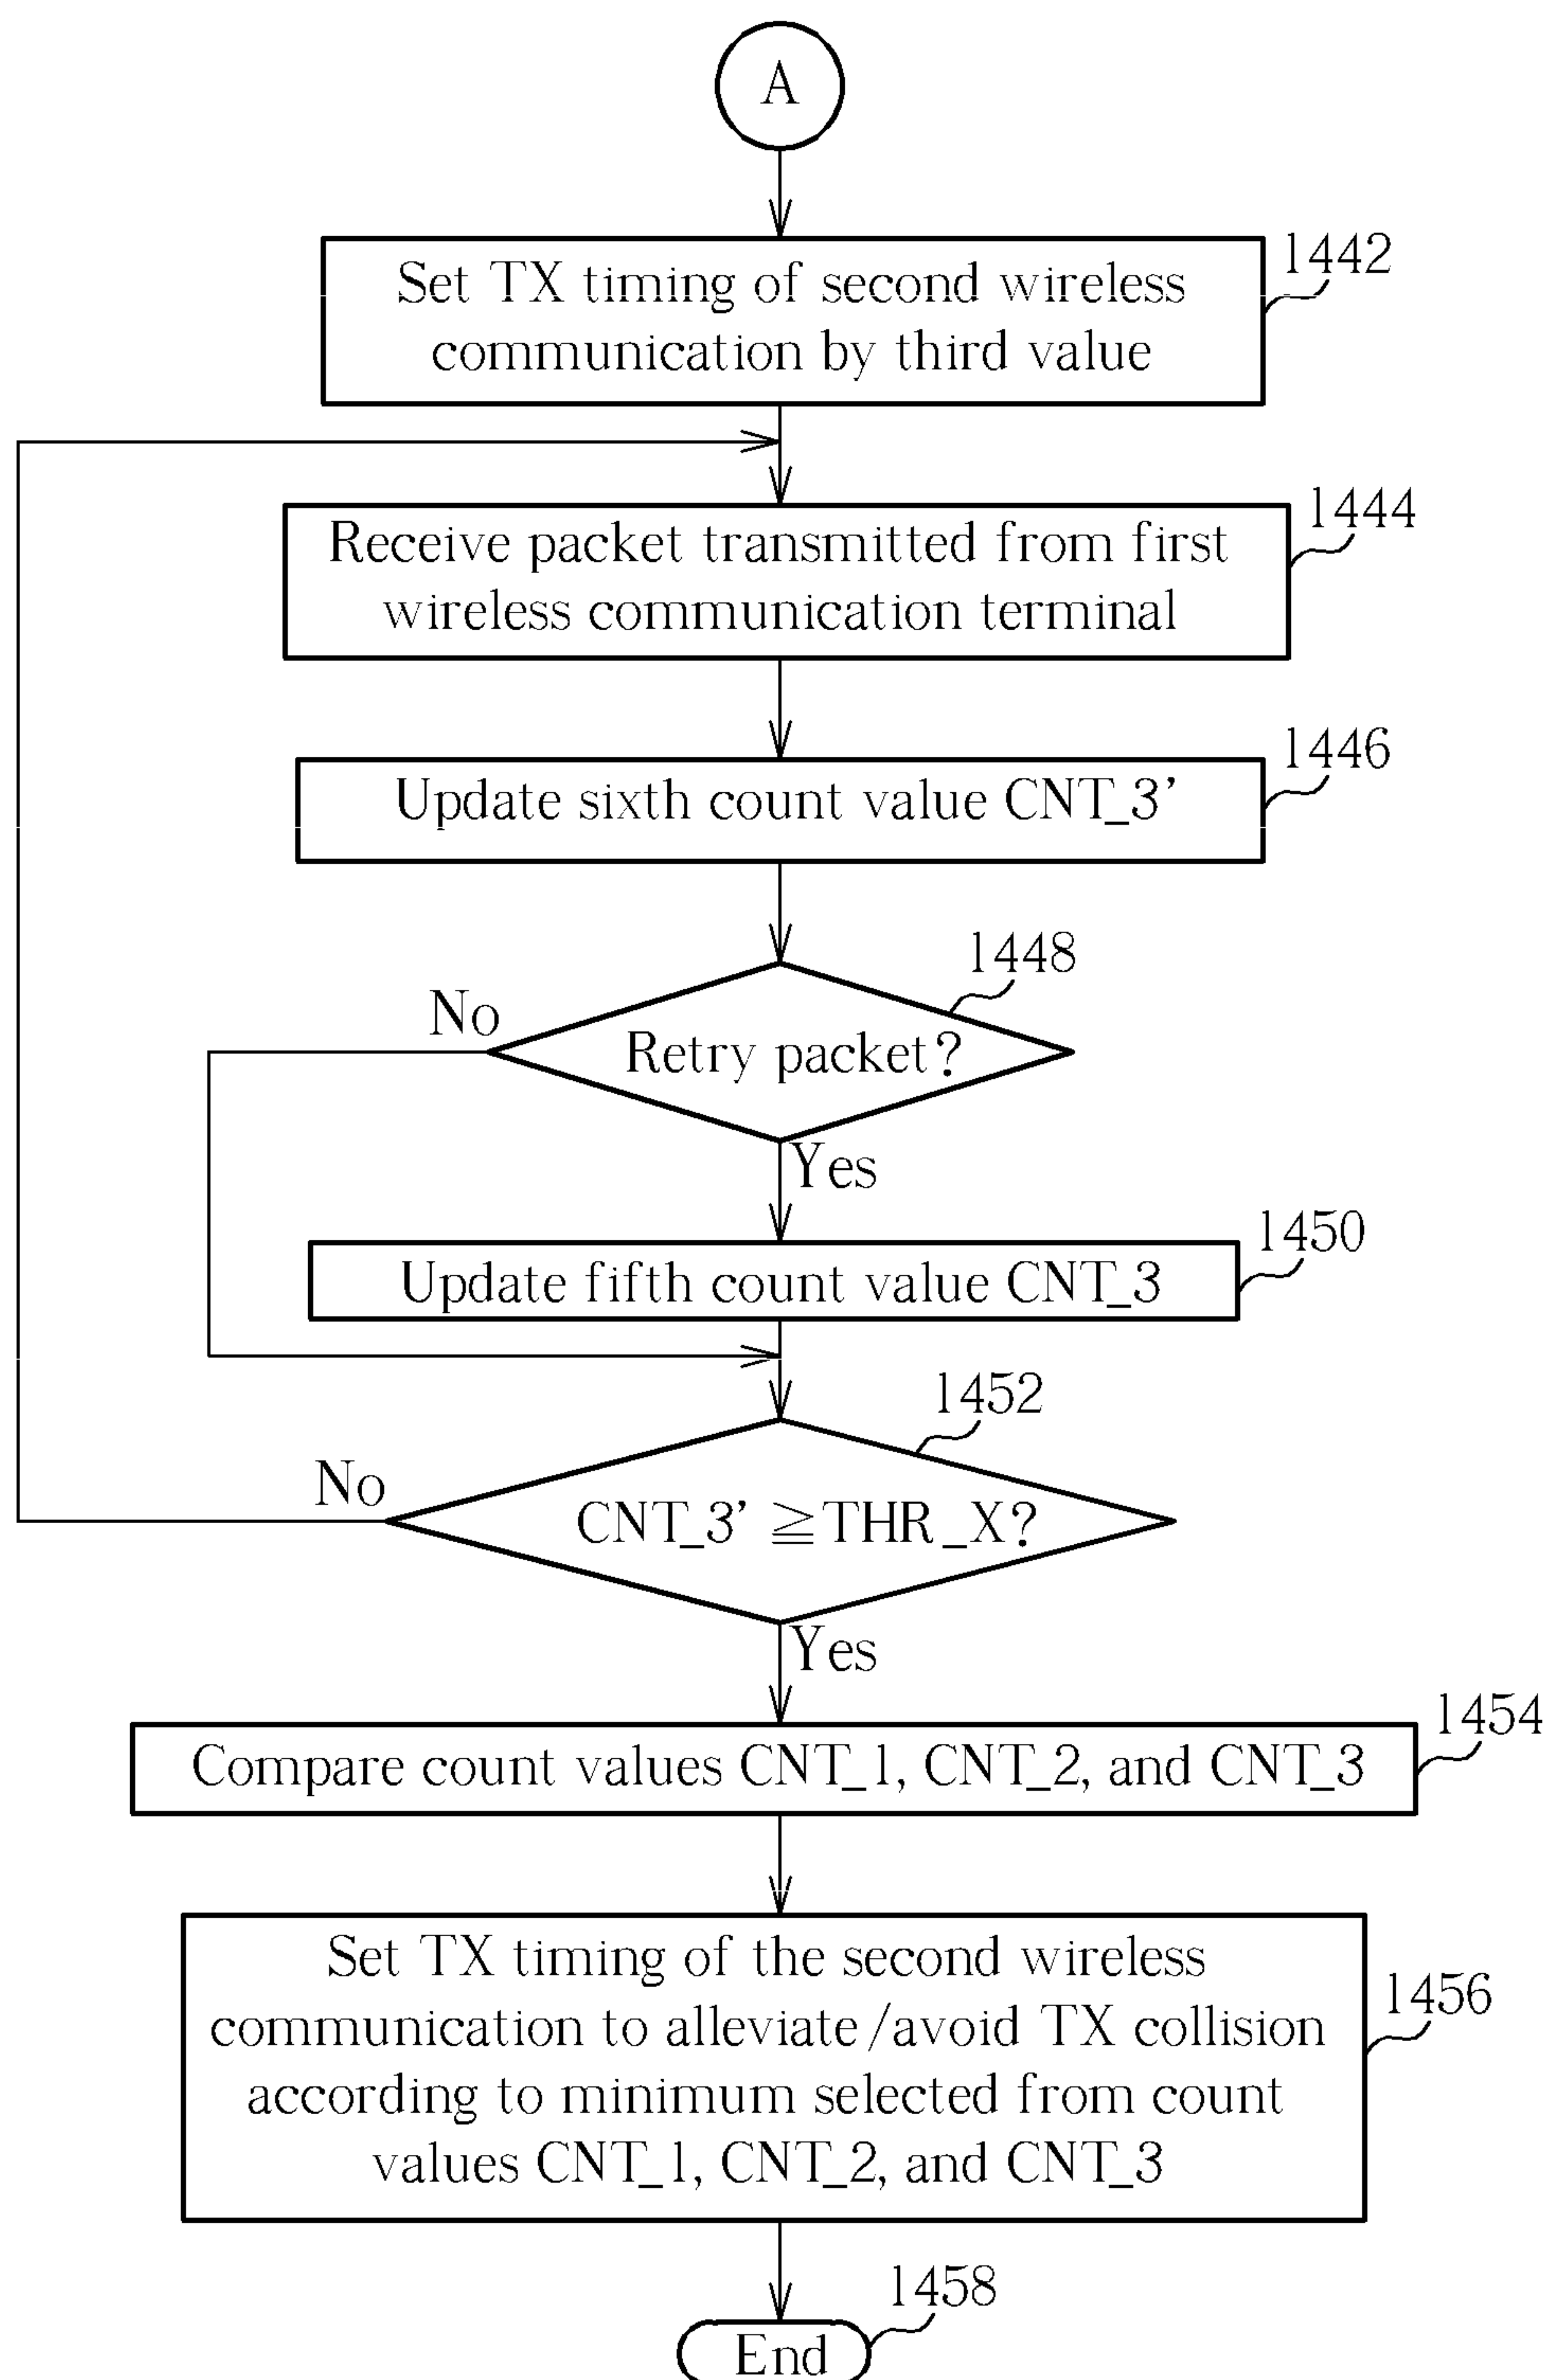 A
1442
Set TX timing of second wireless
communication by third value
1444
Receive packet transmitted from first
wireless communication terminal
1446
Update sixth count value CNT_3’
1448
No
Retry packet?
Yes
1450
Update fifth count value CNT_3
1452
No
CNT_3’ ≧THR_X?
Yes
1454
Compare count values CNT_1, CNT_2, and CNT_3
1456
Set TX timing of the second wireless
communication to alleviate/avoid TX collision
according to minimum selected from count
values CNT_1, CNT_2, and CNT_3
1458
End